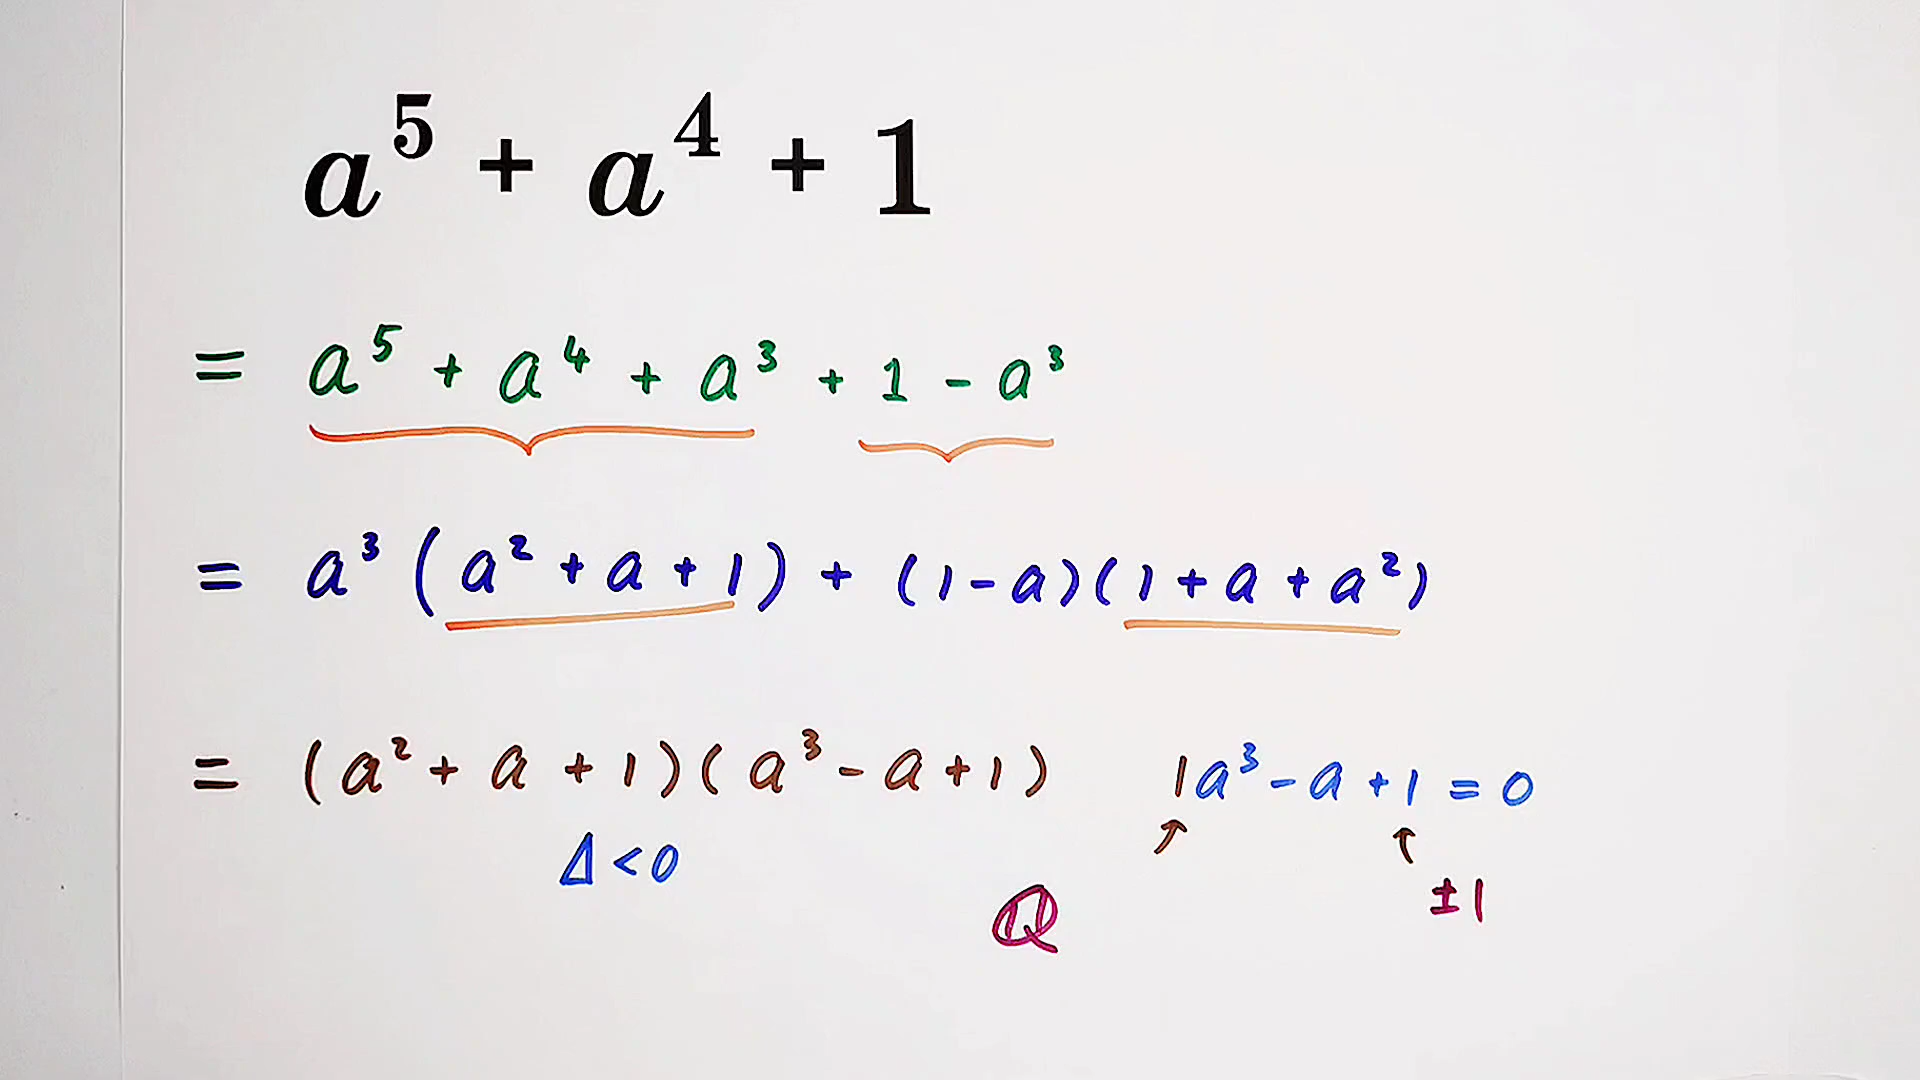 a⁵ + a⁴ + 1
= a⁵ + a⁴ + a³ + 1 - a³
= a³ (a² + a + 1) + (1 - a)(1 + a + a²)
= (a² + a + 1)(a³ - a + 1)
1a³ - a + 1 = 0
Δ < 0
ℚ
±1